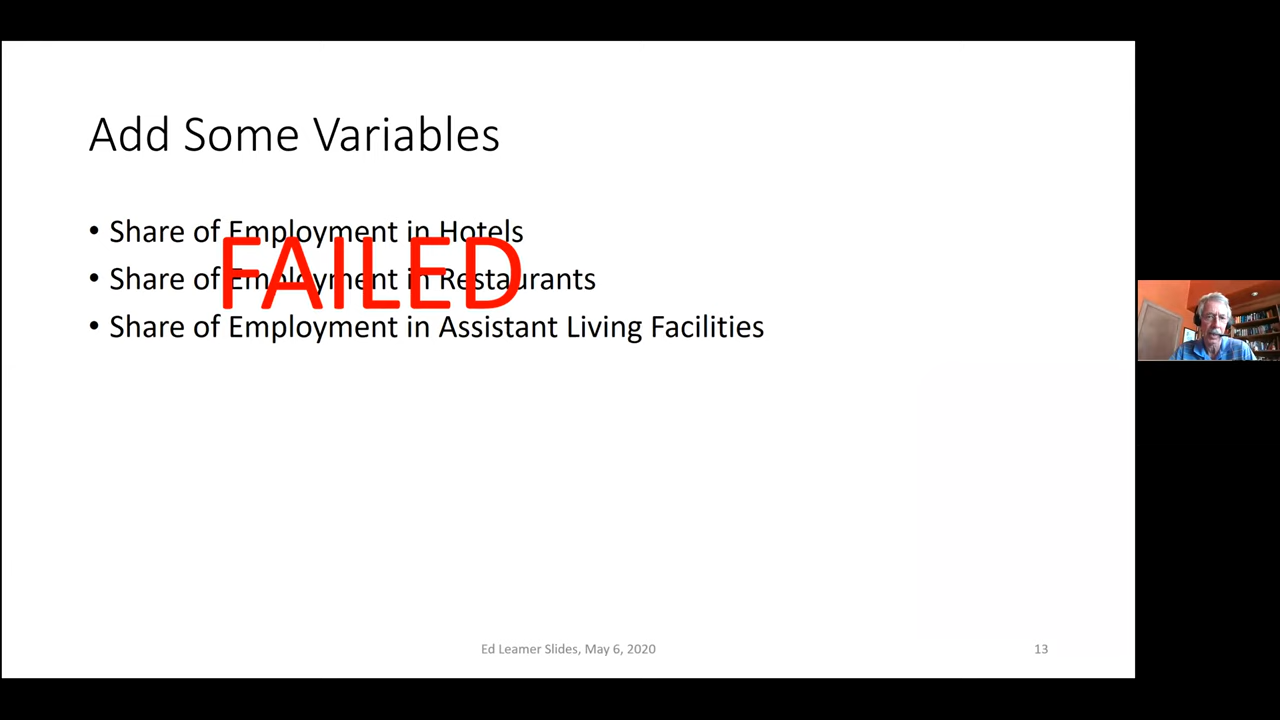 Add Some Variables
• Share of Employment in Hotels
FAILED
• Share of Employment in Restaurants
• Share of Employment in Assistant Living Facilities
Ed Leamer Slides, May 6, 2020
13